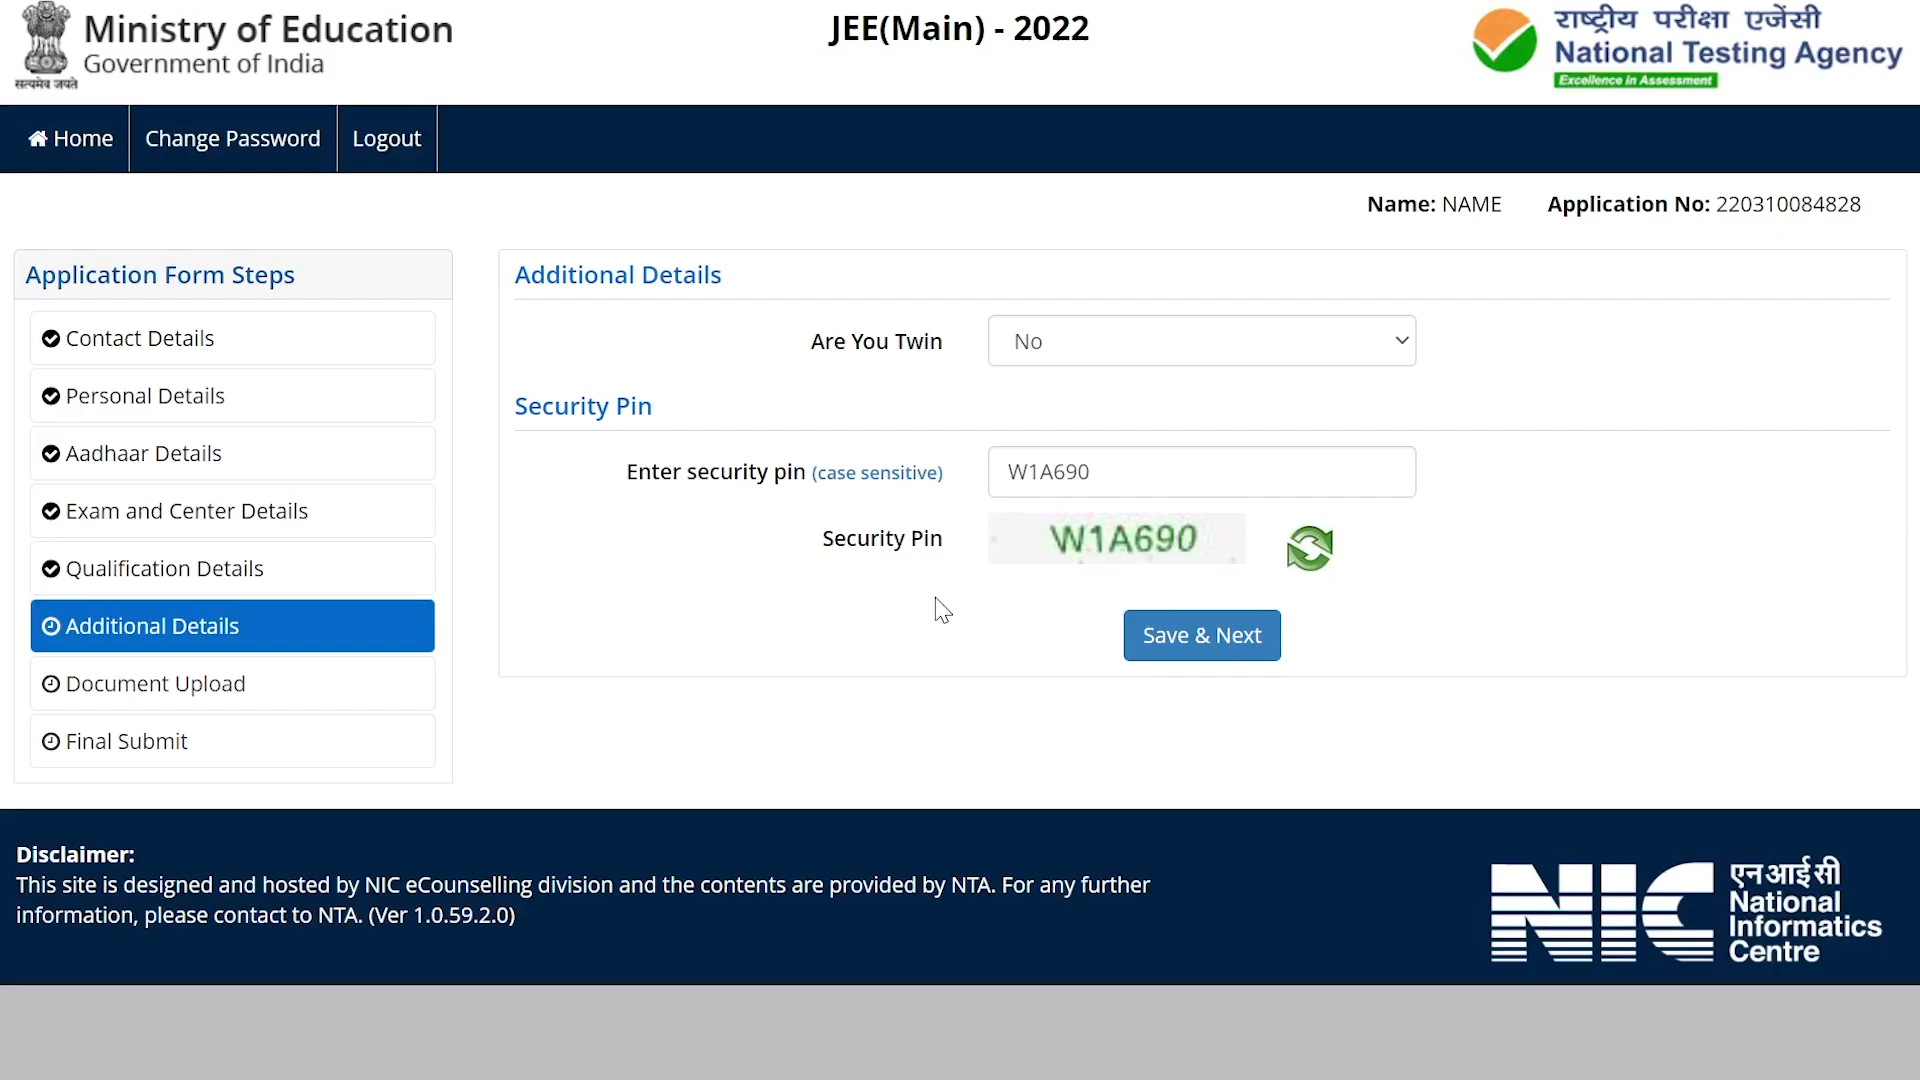 सत्यमेव जयते
Ministry of Education
Government of India
JEE(Main) - 2022
राष्ट्रीय परीक्षा एजेंसी
National Testing Agency
Excellence in Assessment
Home
Change Password
Logout
Name: NAME
Application No: 220310084828
Application Form Steps
Contact Details
Personal Details
Aadhaar Details
Exam and Center Details
Qualification Details
Additional Details
Document Upload
Final Submit
Additional Details
Are You Twin
No
Security Pin
Enter security pin (case sensitive)
W1A690
Security Pin
W1A690
Save & Next
Disclaimer:
This site is designed and hosted by NIC eCounselling division and the contents are provided by NTA. For any further
information, please contact to NTA. (Ver 1.0.59.2.0)
NIC
एनआईसी
National
Informatics
Centre